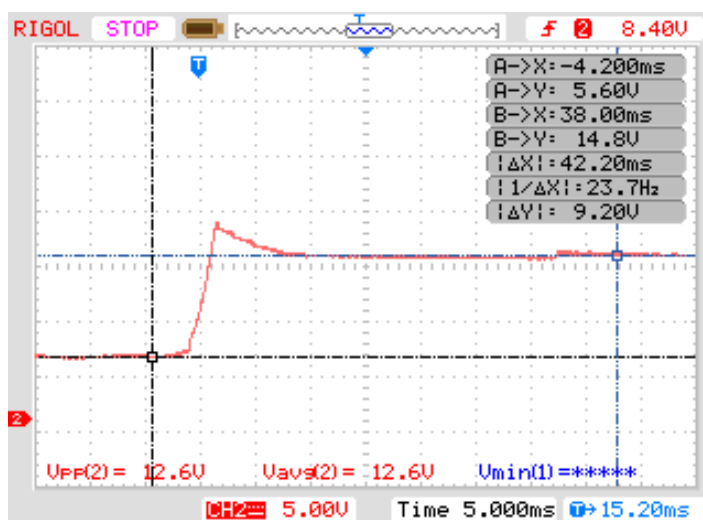 RIGOL STOP T f 2 8.40V
T
A->X:-4.200ms
A->Y: 5.60V
B->X:38.00ms
B->Y: 14.8V
|ΔX|:42.20ms
|1/ΔX|:23.7Hz
|ΔY|: 9.20V
2
Vpp(2)= 12.6V Vavg(2)= 12.6V Vmin(1)=*****
CH2 5.00V Time 5.000ms T→15.20ms